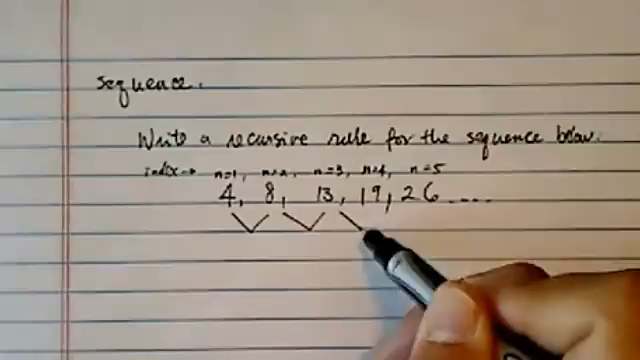 Sequence.
Write a recursive rule for the sequence below.
index→ n=1, n=2, n=3, n=4, n=5
4, 8, 13, 19, 26 ....